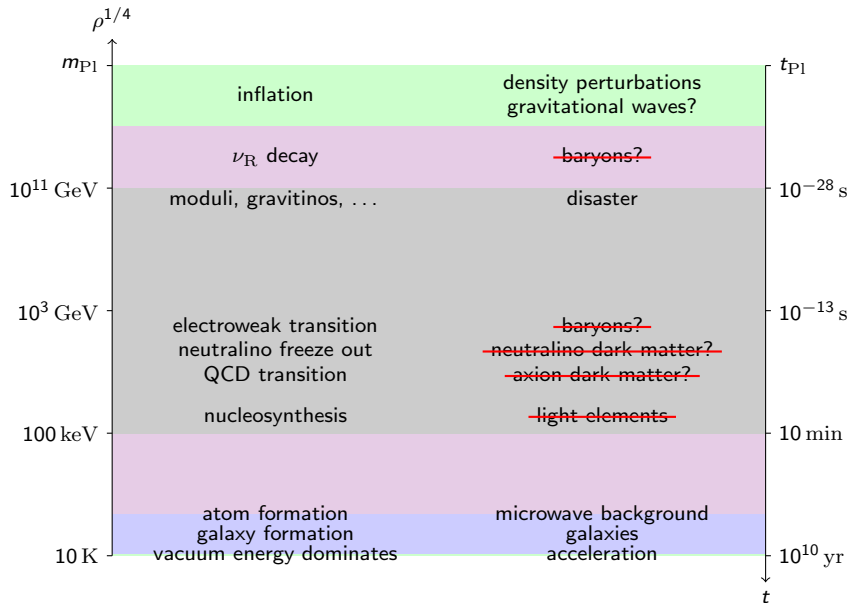 ρ^{1/4}
m_Pl t_Pl
inflation density perturbations
gravitational waves?
ν_R decay baryons?
10^{11} GeV 10^{−28} s
moduli, gravitinos, . . . disaster
10^3 GeV 10^{−13} s
electroweak transition baryons?
neutralino freeze out neutralino dark matter?
QCD transition axion dark matter?
nucleosynthesis light elements
100 keV 10 min
atom formation microwave background
galaxy formation galaxies
10 K vacuum energy dominates acceleration 10^{10} yr
t